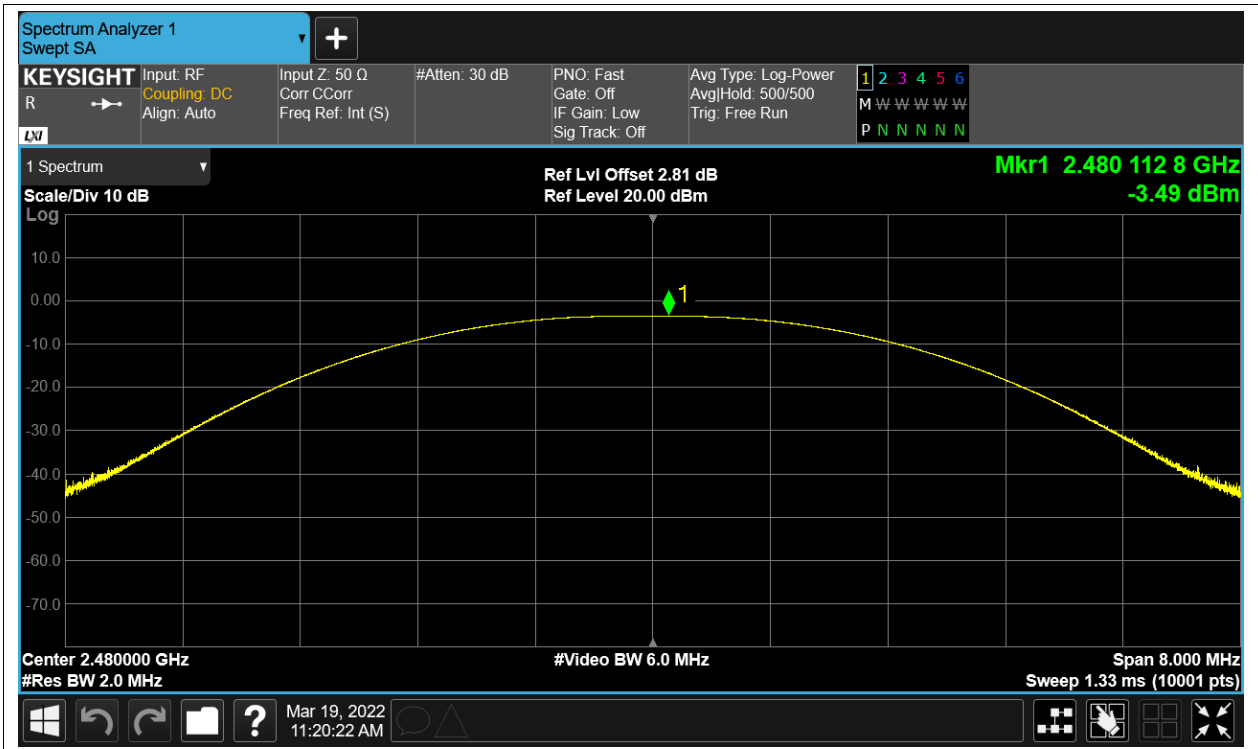 Spectrum Analyzer 1
Swept SA
+
KEYSIGHT
R
LXI
Input: RF
Coupling: DC
Align: Auto
Input Z: 50 Ω
Corr CCorr
Freq Ref: Int (S)
#Atten: 30 dB
PNO: Fast
Gate: Off
IF Gain: Low
Sig Track: Off
Avg Type: Log-Power
Avg|Hold: 500/500
Trig: Free Run
1 2 3 4 5 6
M W W W W W
P N N N N N
1 Spectrum
Scale/Div 10 dB
Log
Ref Lvl Offset 2.81 dB
Ref Level 20.00 dBm
Mkr1 2.480 112 8 GHz
-3.49 dBm
10.0
0.00
-10.0
-20.0
-30.0
-40.0
-50.0
-60.0
-70.0
1
Center 2.480000 GHz
#Res BW 2.0 MHz
#Video BW 6.0 MHz
Span 8.000 MHz
Sweep 1.33 ms (10001 pts)
?
Mar 19, 2022
11:20:22 AM